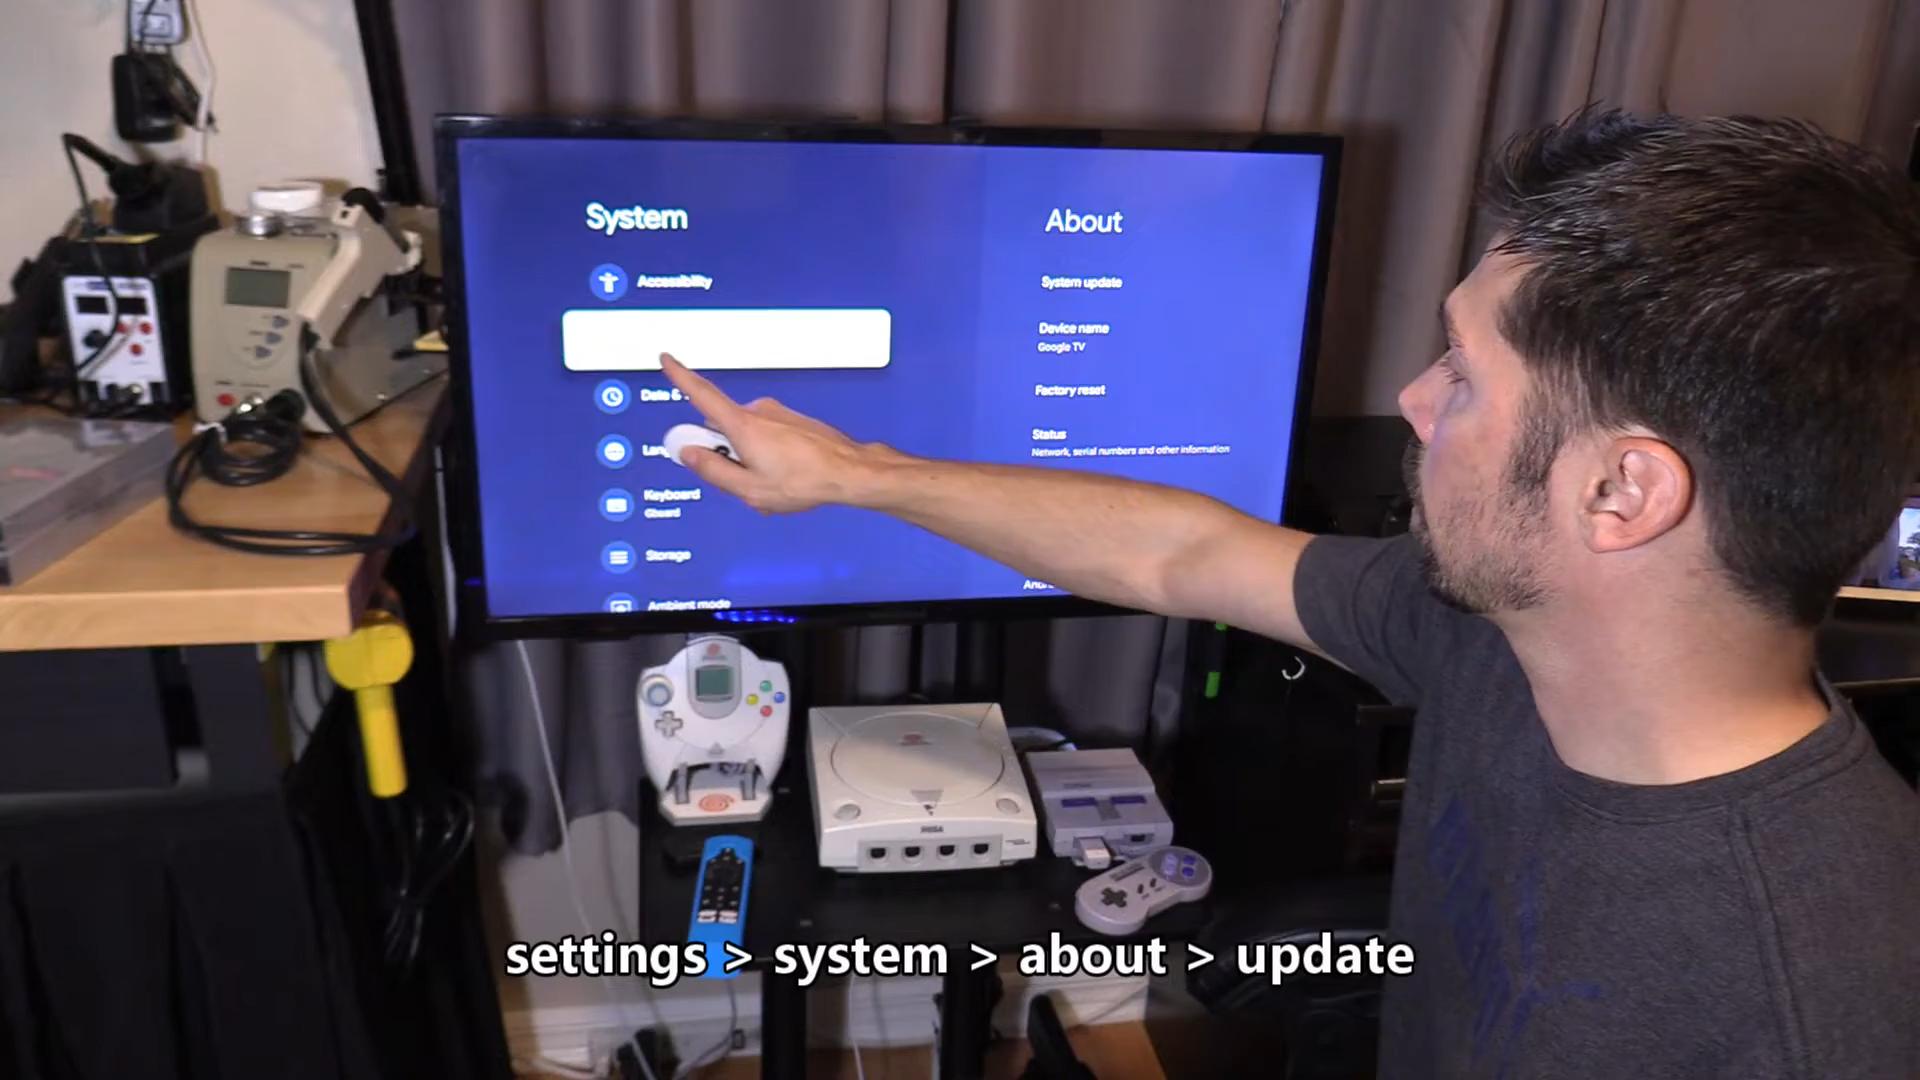 System
Accessibility
Date &
Keyboard
Gboard
Storage
Ambient mode
About
System update
Device name
Google TV
Factory reset
Status
Network, serial numbers and other information
settings > system > about > update